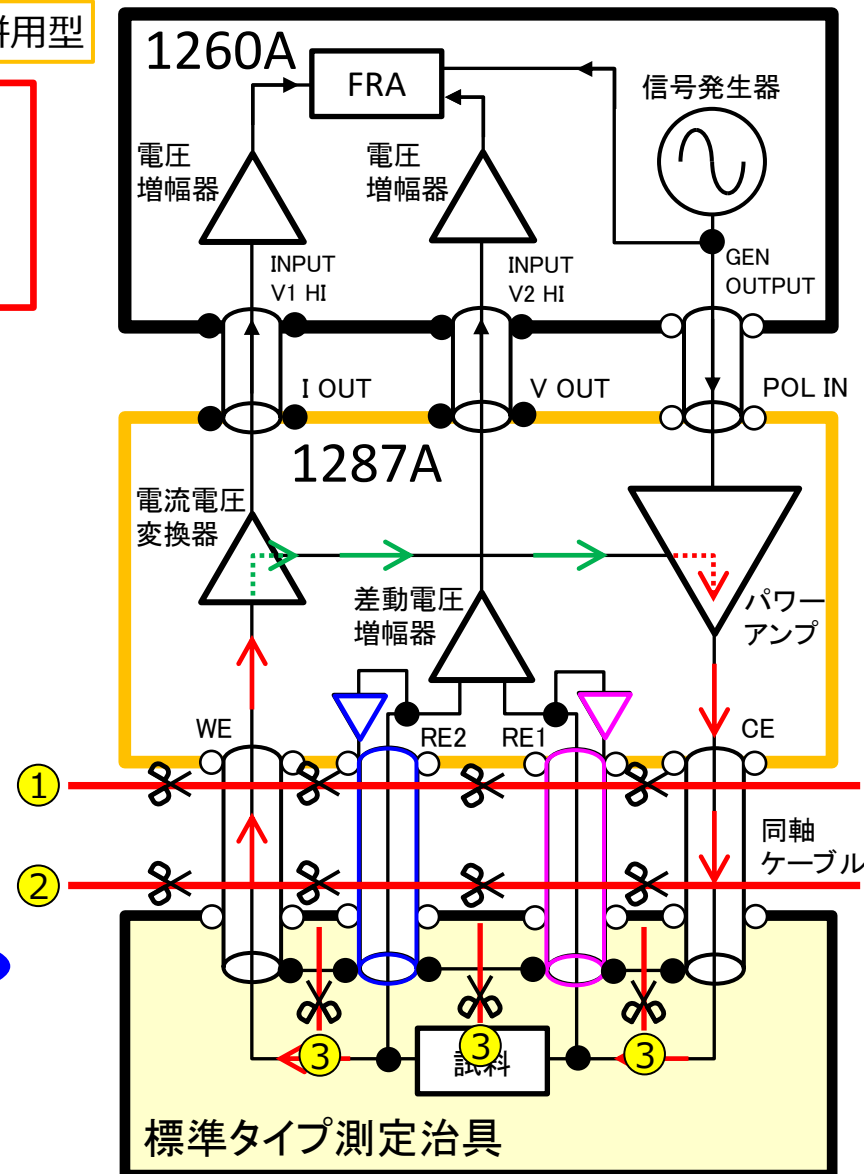 併用型
1260A
FRA
信号発生器
電圧
増幅器
電圧
増幅器
INPUT
V1 HI
INPUT
V2 HI
GEN
OUTPUT
I OUT
V OUT
POL IN
1287A
電流電圧
変換器
差動電圧
増幅器
パワー
アンプ
WE
RE2
RE1
CE
①
同軸
ケーブル
②
③
③
③
試料
標準タイプ測定治具